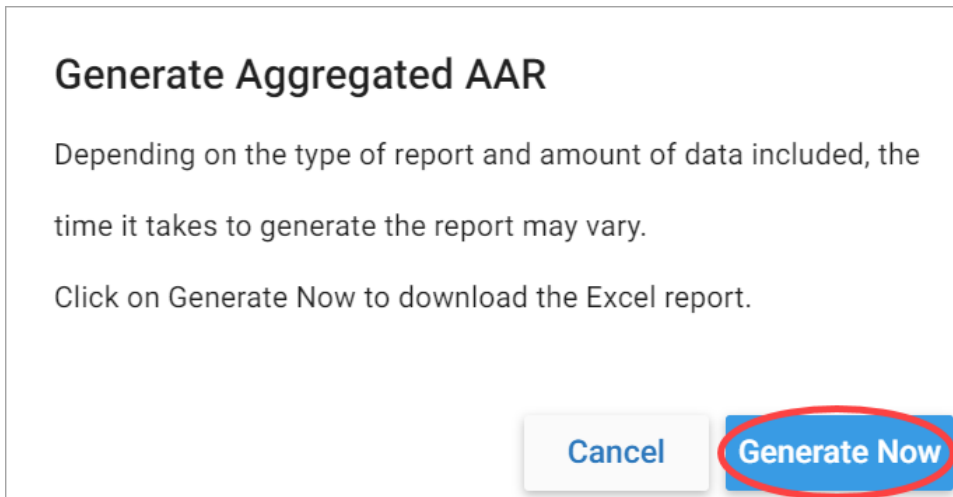 Generate Aggregated AAR
Depending on the type of report and amount of data included, the
time it takes to generate the report may vary.
Click on Generate Now to download the Excel report.
Cancel
Generate Now